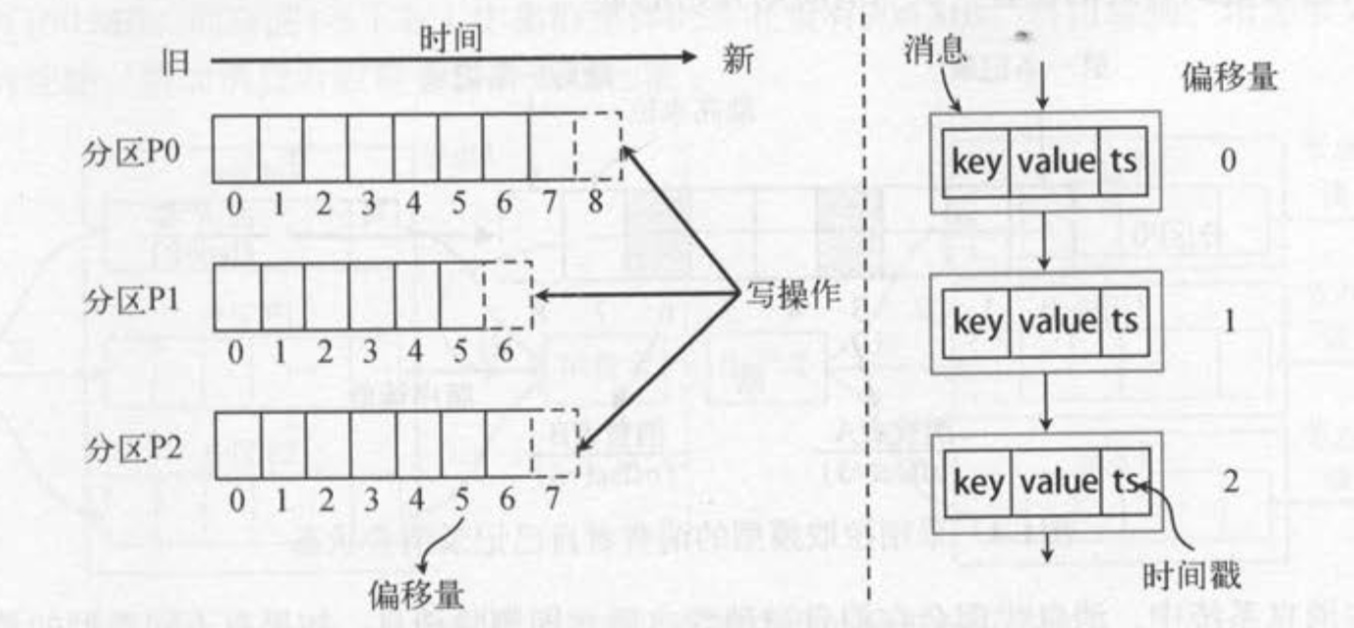 时间
旧 新
分区P0
0 1 2 3 4 5 6 7 8
分区P1
0 1 2 3 4 5 6
分区P2
0 1 2 3 4 5 6 7
偏移量
写操作
消息
偏移量
key value ts 0
key value ts 1
key value ts 2
时间戳